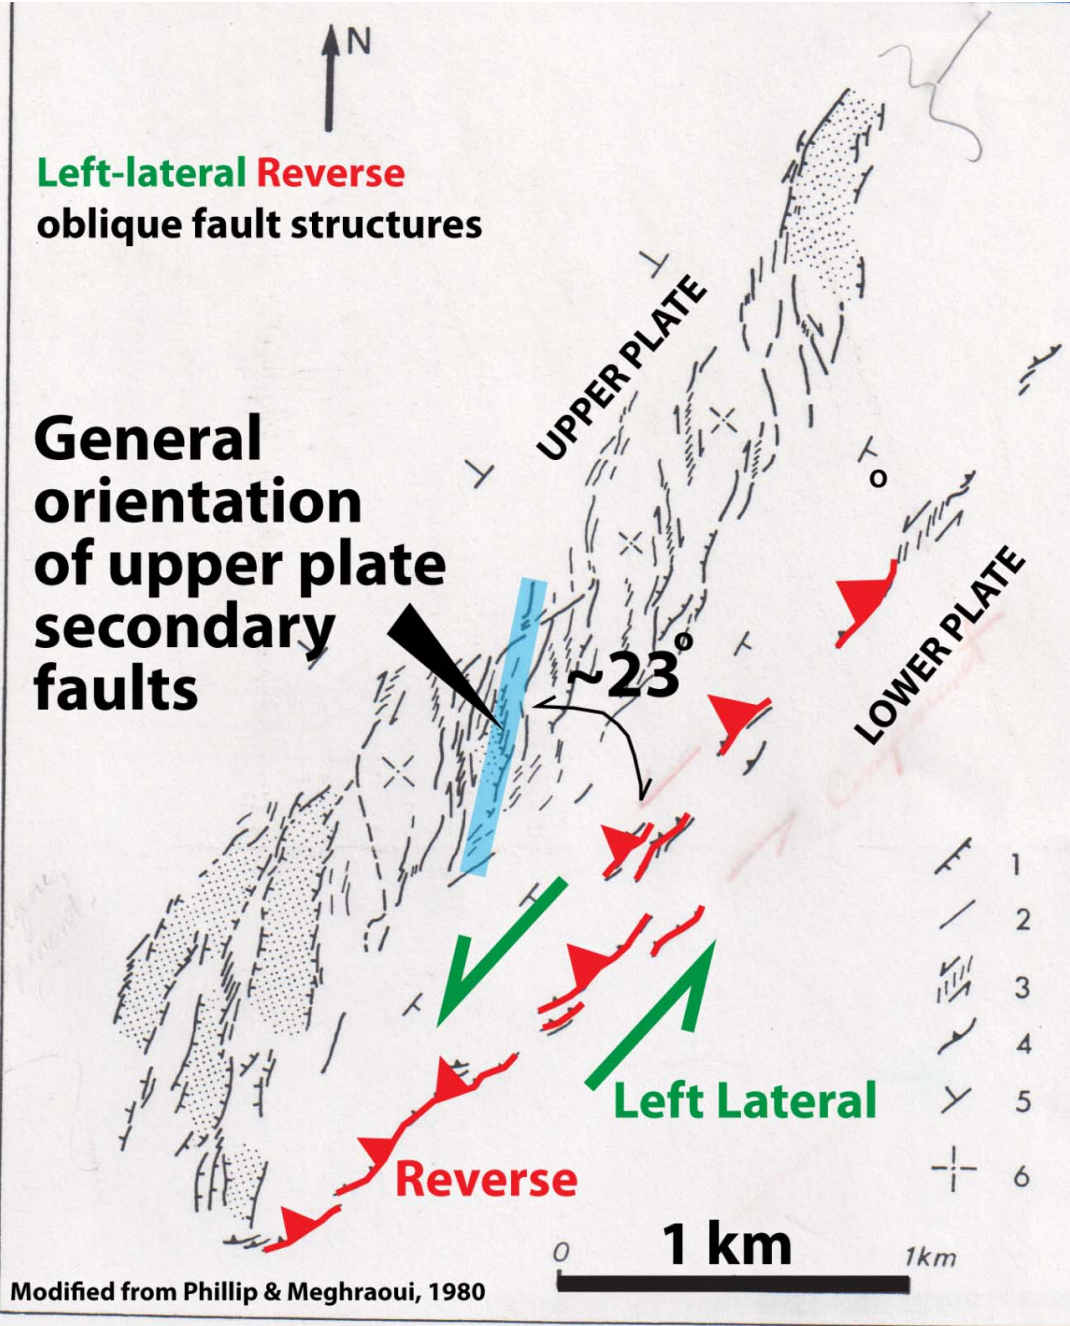 N
Left-lateral Reverse
oblique fault structures
UPPER PLATE
General
orientation
of upper plate
secondary
faults
~23°
LOWER PLATE
1
2
3
4
5
6
Left Lateral
Reverse
0
1 km
1km
Modified from Phillip & Meghraoui, 1980